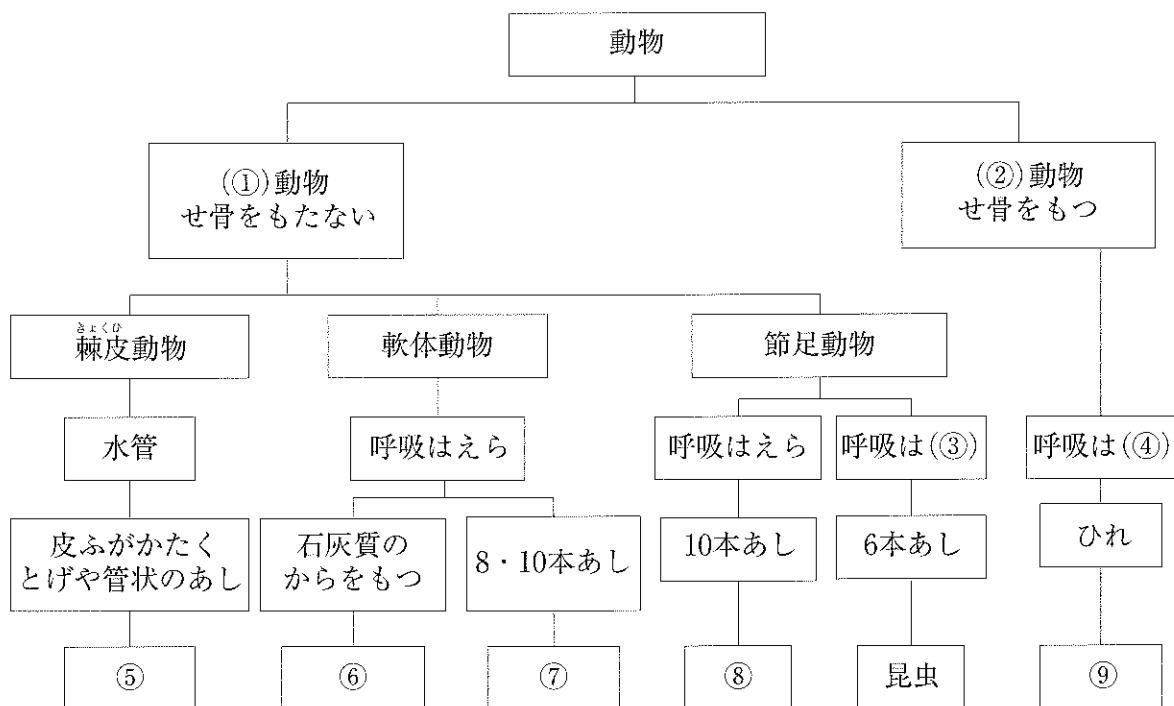 動物
(①)動物
せ骨をもたない
(②)動物
せ骨をもつ
きょくひ
棘皮動物
軟体動物
節足動物
水管
呼吸はえら
呼吸はえら
呼吸は(③)
呼吸は(④)
皮ふがかたく
とげや管状のあし
石灰質の
からをもつ
8・10本あし
10本あし
6本あし
ひれ
⑤
⑥
⑦
⑧
昆虫
⑨